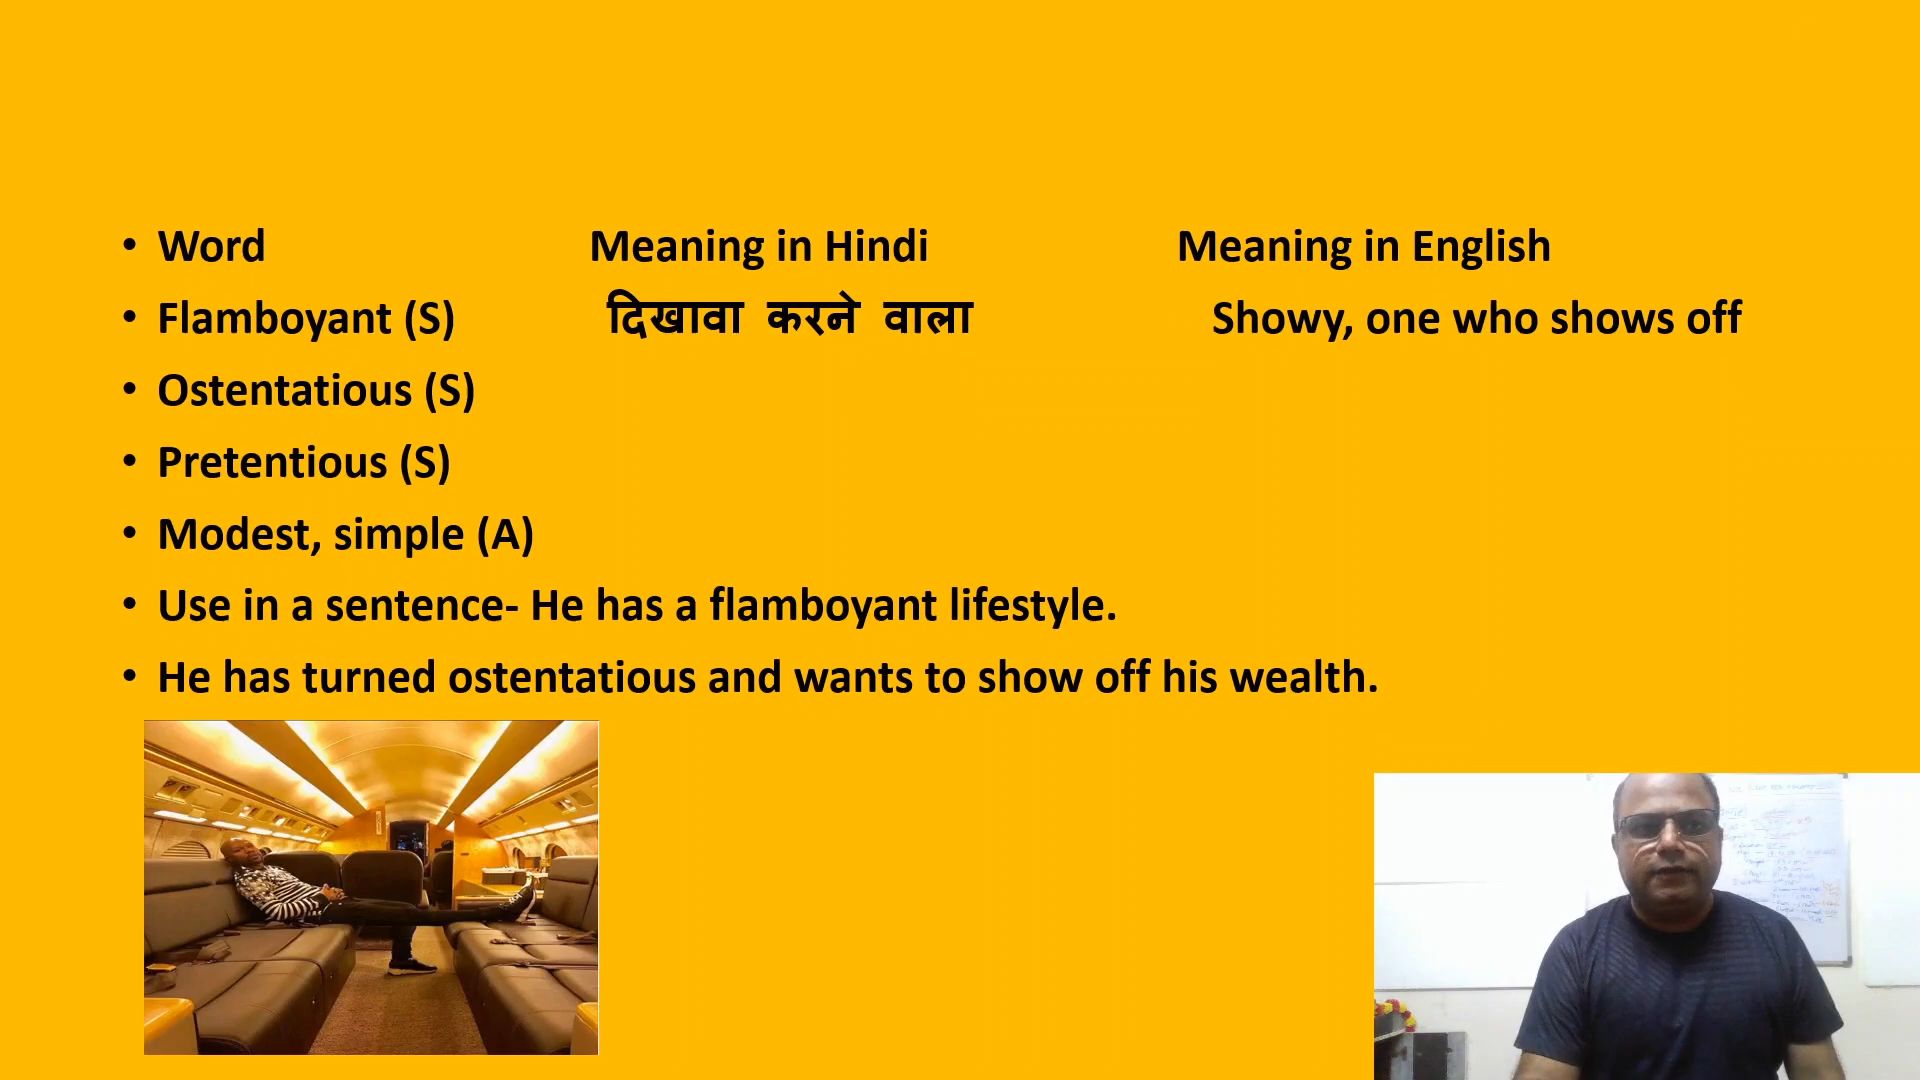 • Word Meaning in Hindi Meaning in English
• Flamboyant (S) दिखावा करने वाला Showy, one who shows off
• Ostentatious (S)
• Pretentious (S)
• Modest, simple (A)
• Use in a sentence- He has a flamboyant lifestyle.
• He has turned ostentatious and wants to show off his wealth.